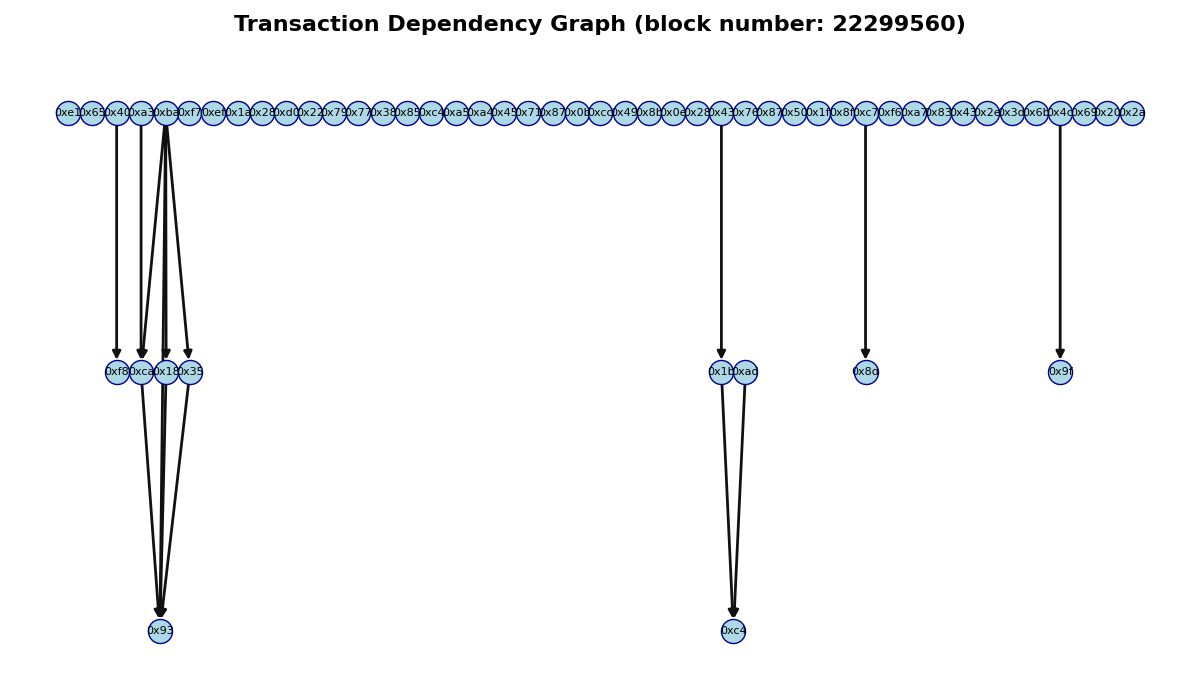 Transaction Dependency Graph (block number: 22299560)
0xe1 0x65 0x40 0xa3 0xba 0xf7 0xef 0x1a 0x28 0xd0 0x22 0x79 0x77 0x38 0x85 0xc4 0xa5 0xa4 0x45 0x71 0x87 0x0b 0xcc 0x49 0x8b 0x0e 0x28 0x43 0x76 0x87 0x50 0x1f 0x8f 0xc7 0xf6 0xa7 0x83 0x43 0x2e 0x3d 0x6b 0x4c 0x69 0x20 0x2a
0xf8 0xca 0x18 0x35 0x1b 0xad 0x8d 0x9f
0x93 0xc4